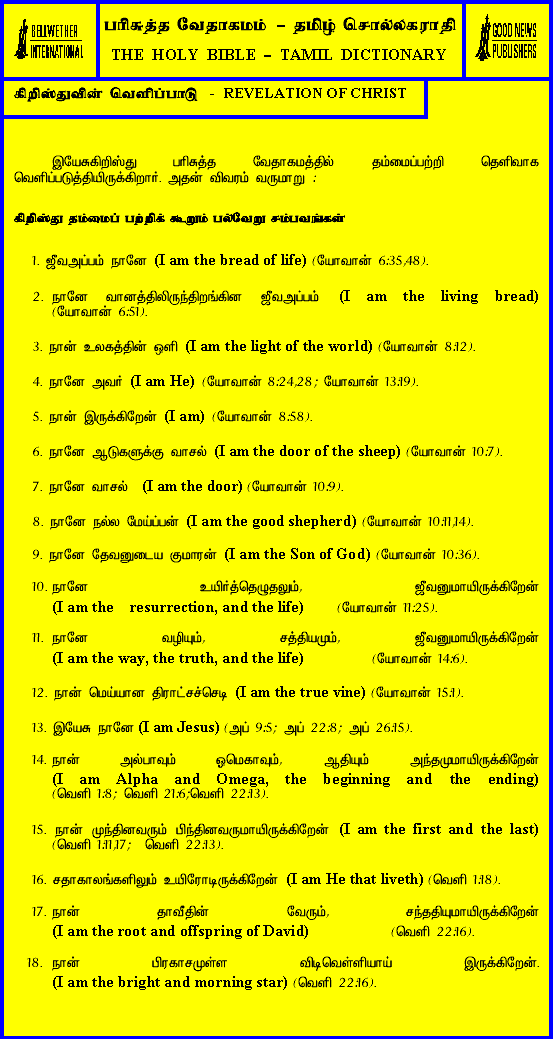 BELLWETHER
INTERNATIONAL
பரிசுத்த வேதாகமம் – தமிழ் சொல்லகராதி
THE HOLY BIBLE – TAMIL DICTIONARY
GOOD NEWS
PUBLISHERS
கிறிஸ்துவின் வெளிப்பாடு - REVELATION OF CHRIST
இயேசுகிறிஸ்து பரிசுத்த வேதாகமத்தில் தம்மைப்பற்றி தெளிவாக
வெளிப்படுத்தியிருக்கிறார். அதன் விவரம் வருமாறு :
கிறிஸ்து தம்மைப் பற்றிக் கூறும் பல்வேறு சம்பவங்கள்
1. ஜீவஅப்பம் நானே (I am the bread of life) (யோவான் 6:35,48).
2. நானே வானத்திலிருந்திறங்கின ஜீவஅப்பம் (I am the living bread)
(யோவான் 6:51).
3. நான் உலகத்தின் ஒளி (I am the light of the world) (யோவான் 8:12).
4. நானே அவர் (I am He) (யோவான் 8:24,28; யோவான் 13:19).
5. நான் இருக்கிறேன் (I am) (யோவான் 8:58).
6. நானே ஆடுகளுக்கு வாசல் (I am the door of the sheep) (யோவான் 10:7).
7. நானே வாசல் (I am the door) (யோவான் 10:9).
8. நானே நல்ல மேய்ப்பன் (I am the good shepherd) (யோவான் 10:11,14).
9. நானே தேவனுடைய குமாரன் (I am the Son of God) (யோவான் 10:36).
10. நானே உயிர்த்தெழுதலும், ஜீவனுமாயிருக்கிறேன்
(I am the resurrection, and the life) (யோவான் 11:25).
11. நானே வழியும், சத்தியமும், ஜீவனுமாயிருக்கிறேன்
(I am the way, the truth, and the life) (யோவான் 14:6).
12. நான் மெய்யான திராட்சச்செடி (I am the true vine) (யோவான் 15:1).
13. இயேசு நானே (I am Jesus) (அப் 9:5; அப் 22:8; அப் 26:15).
14. நான் அல்பாவும் ஓமெகாவும், ஆதியும் அந்தமுமாயிருக்கிறேன்
(I am Alpha and Omega, the beginning and the ending)
(வெளி 1:8; வெளி 21:6;வெளி 22:13).
15. நான் முந்தினவரும் பிந்தினவருமாயிருக்கிறேன் (I am the first and the last)
(வெளி 1:11,17; வெளி 22:13).
16. சதாகாலங்களிலும் உயிரோடிருக்கிறேன் (I am He that liveth) (வெளி 1:18).
17. நான் தாவீதின் வேரும், சந்ததியுமாயிருக்கிறேன்
(I am the root and offspring of David) (வெளி 22:16).
18. நான் பிரகாசமுள்ள விடிவெள்ளியாய் இருக்கிறேன்.
(I am the bright and morning star) (வெளி 22:16).